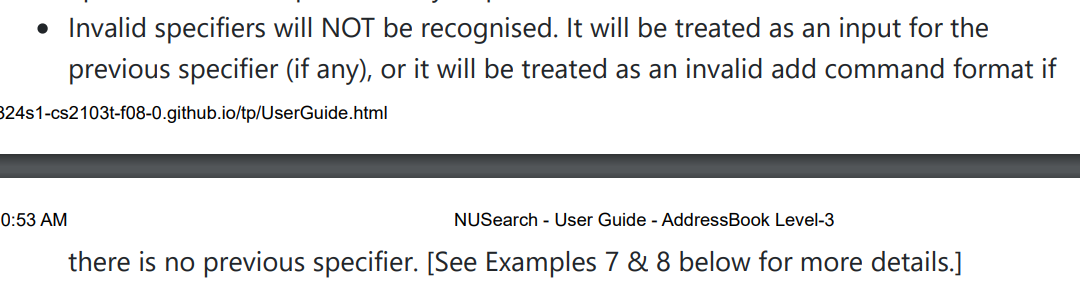 • Invalid specifiers will NOT be recognised. It will be treated as an input for the
previous specifier (if any), or it will be treated as an invalid add command format if
324s1-cs2103t-f08-0.github.io/tp/UserGuide.html
0:53 AM
NUSearch - User Guide - AddressBook Level-3
there is no previous specifier. [See Examples 7 & 8 below for more details.]